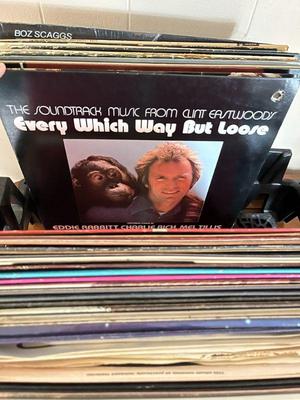 BOZ SCAGGS
THE SOUNDTRACK MUSIC FROM CLINT EASTWOOD'S
Every Which Way But Loose
EDDIE RABBITT, CHARLIE RICH, MEL TILLIS